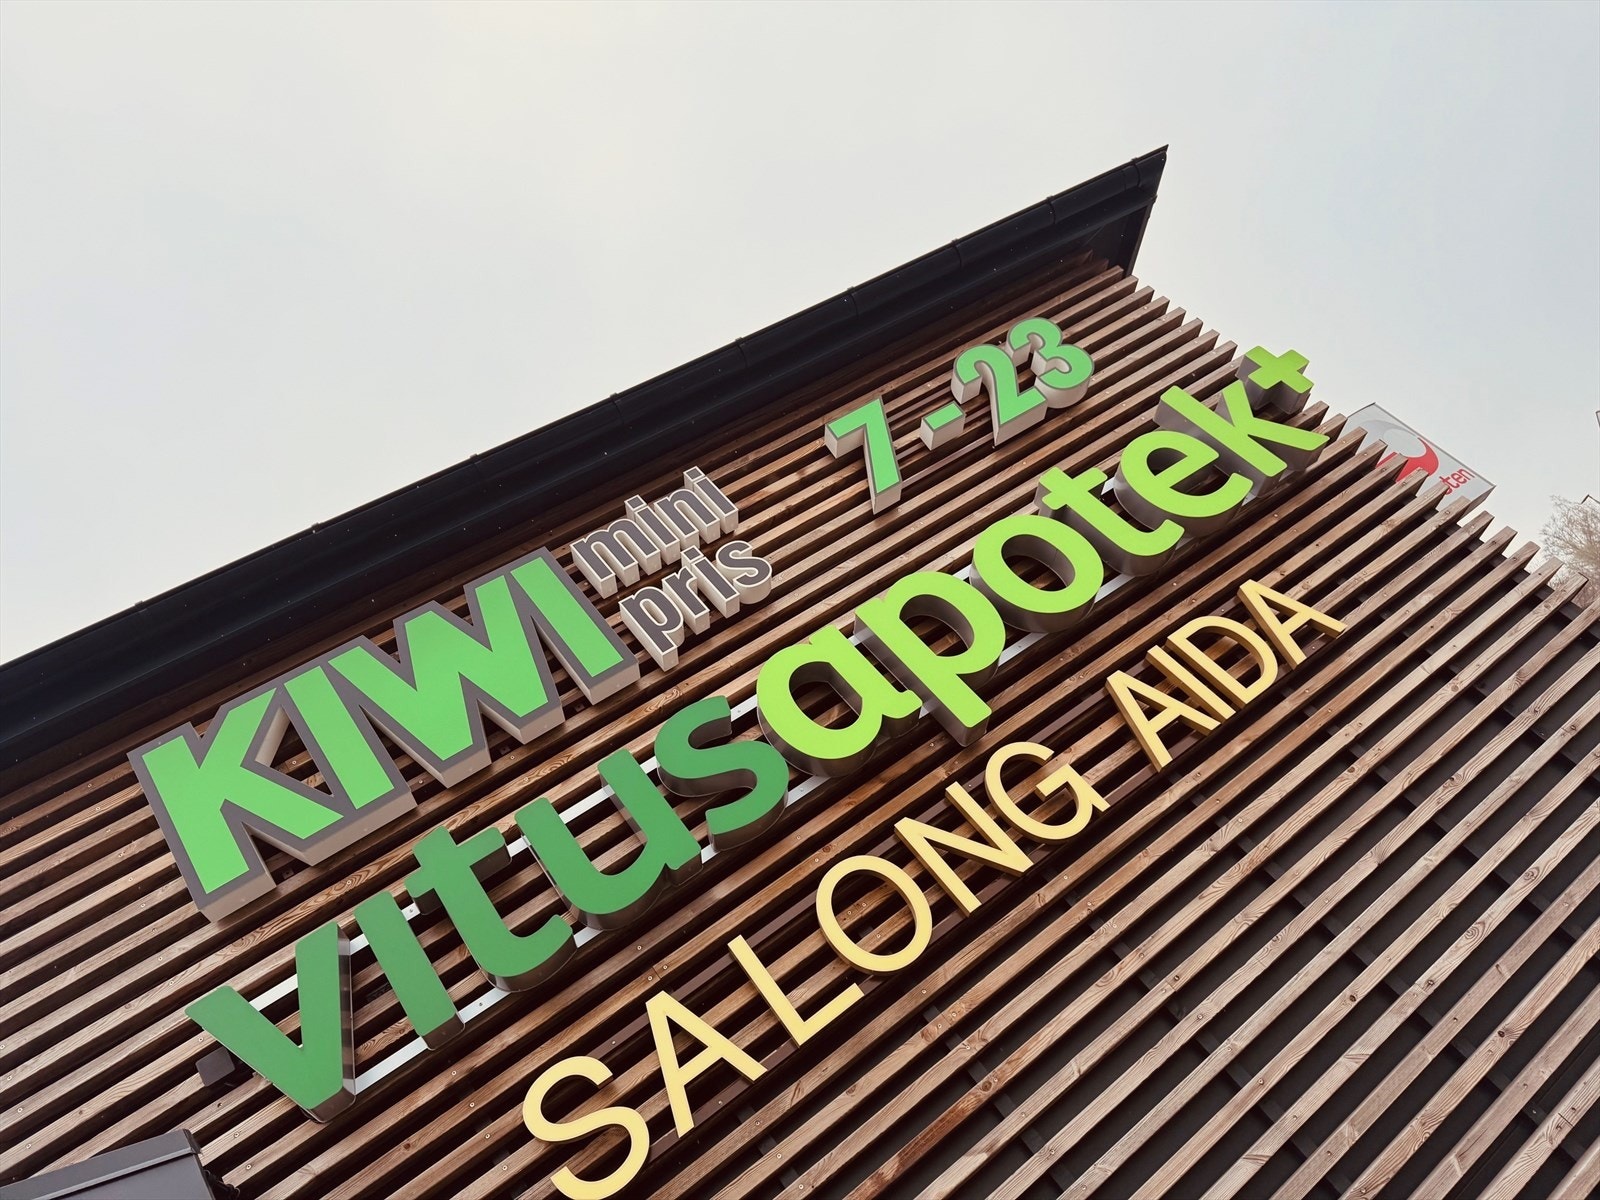 KIWI mini pris 7-23
vitusapotek+
SALONG AIDA